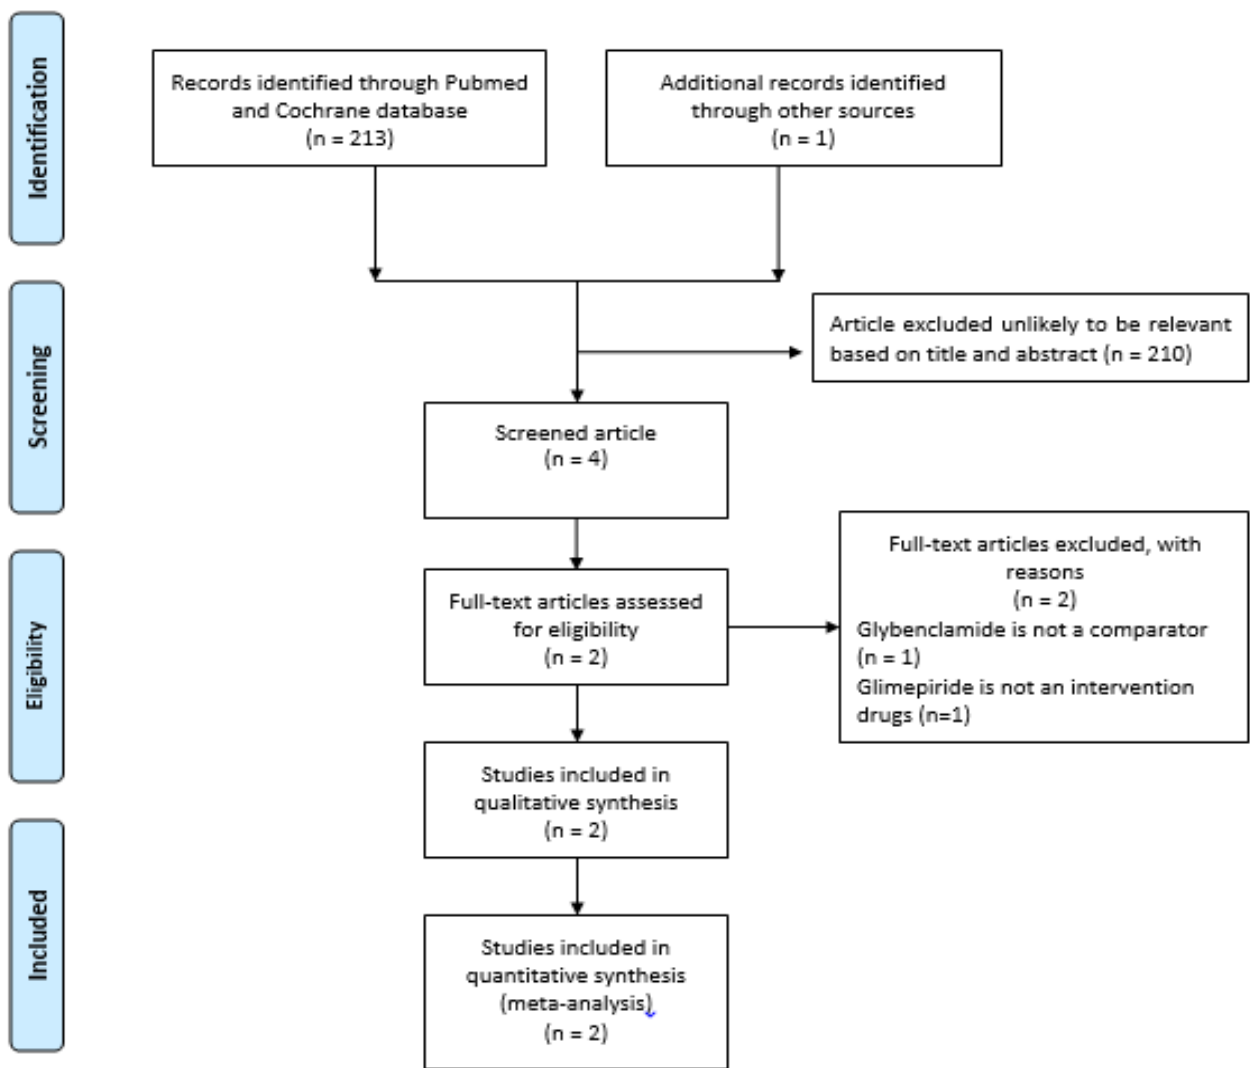 Identification
Records identified through Pubmed
and Cochrane database
(n = 213)
Additional records identified
through other sources
(n = 1)
Screening
Article excluded unlikely to be relevant
based on title and abstract (n = 210)
Screened article
(n = 4)
Eligibility
Full-text articles assessed
for eligibility
(n = 2)
Full-text articles excluded, with
reasons
(n = 2)
Glybenclamide is not a comparator
(n = 1)
Glimepiride is not an intervention
drugs (n=1)
Studies included in
qualitative synthesis
(n = 2)
Included
Studies included in
quantitative synthesis
(meta-analysis)
(n = 2)